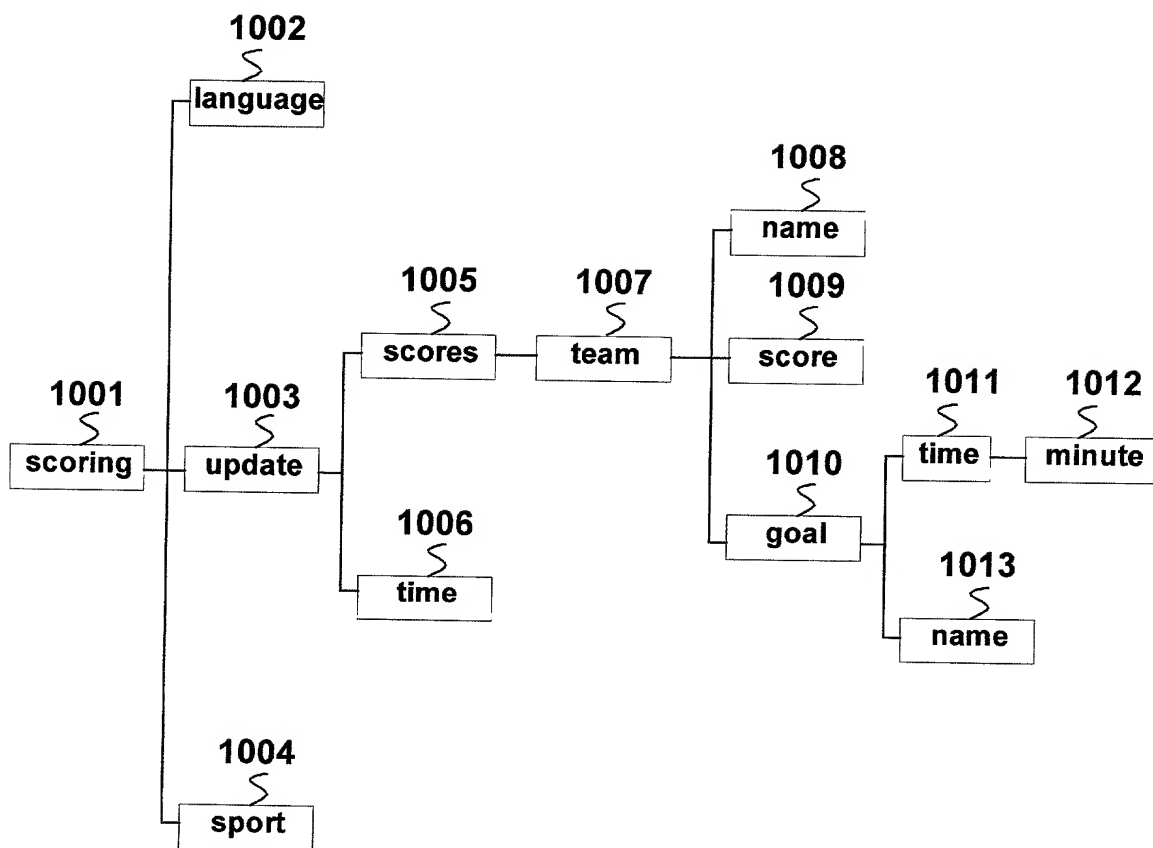 1002
language
1008
name
1005
1007
1009
scores
team
score
1001
1003
1011
1012
scoring
update
time
minute
1010
goal
1006
time
1013
name
1004
sport